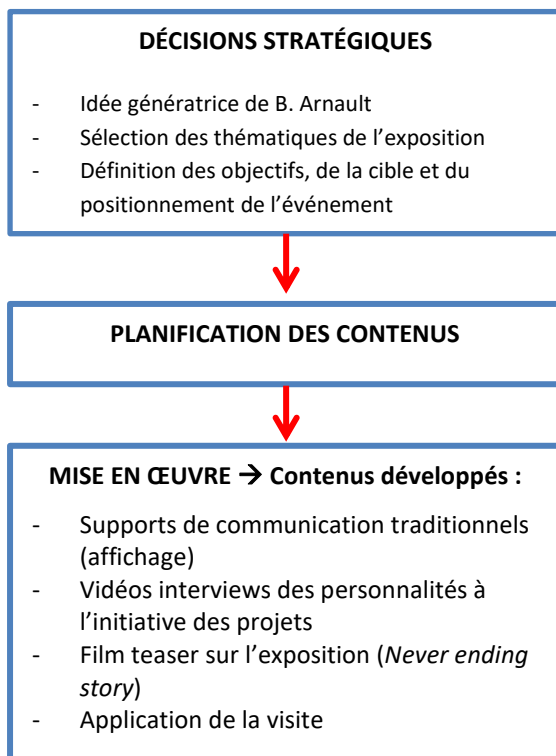 DÉCISIONS STRATÉGIQUES
- Idée génératrice de B. Arnault
- Sélection des thématiques de l’exposition
- Définition des objectifs, de la cible et du
positionnement de l’événement
PLANIFICATION DES CONTENUS
MISE EN ŒUVRE → Contenus développés :
- Supports de communication traditionnels
(affichage)
- Vidéos interviews des personnalités à
l’initiative des projets
- Film teaser sur l’exposition (Never ending
story)
- Application de la visite